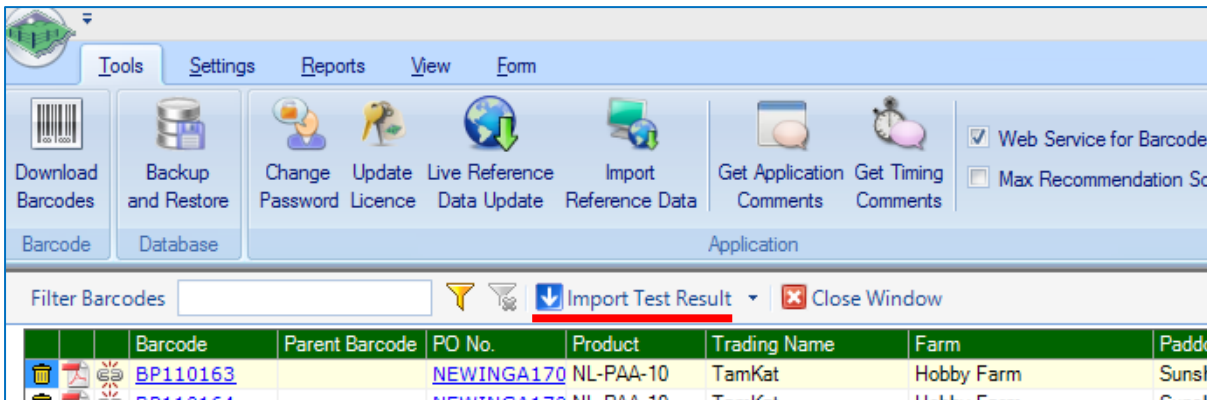 Tools Settings Reports View Form
Download Barcodes
Backup and Restore
Change Password
Update Licence
Live Reference Data Update
Import Reference Data
Get Application Comments
Get Timing Comments
Web Service for Barcode
Max Recommendation
Barcode Database Application
Filter Barcodes Import Test Result Close Window
Barcode Parent Barcode PO No. Product Trading Name Farm
BP110163 NEWINGA170 NL-PAA-10 TamKat Hobby Farm